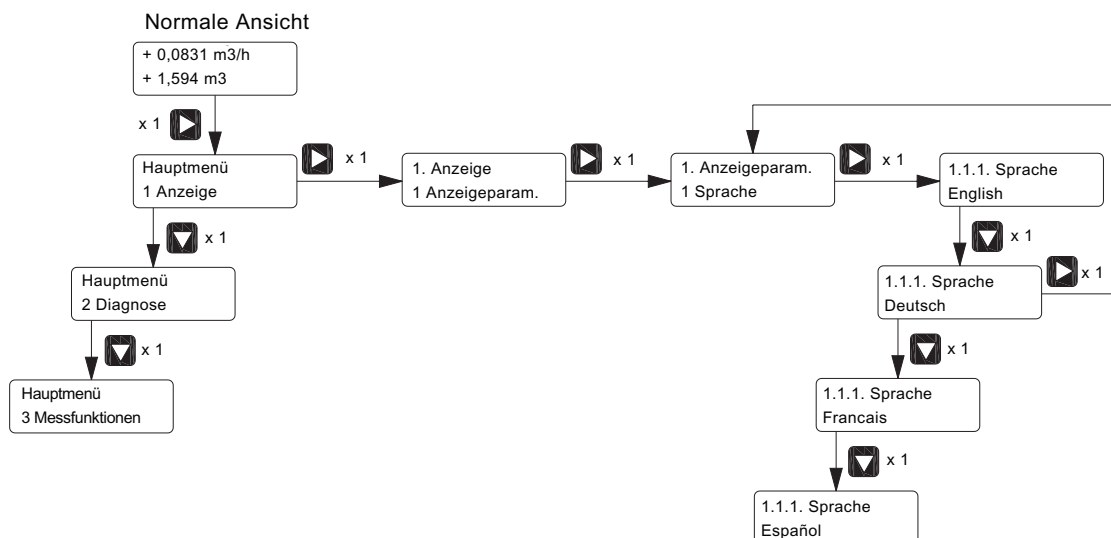 Normale Ansicht
+ 0,0831 m3/h
+ 1,594 m3
x 1
Hauptmenü
1 Anzeige
x 1
1. Anzeige
1 Anzeigeparam.
x 1
1. Anzeigeparam.
1 Sprache
x 1
1.1.1. Sprache
English
x 1
x 1
Hauptmenü
2 Diagnose
1.1.1. Sprache
Deutsch
x 1
x 1
x 1
Hauptmenü
3 Messfunktionen
1.1.1. Sprache
Francais
x 1
1.1.1. Sprache
Español